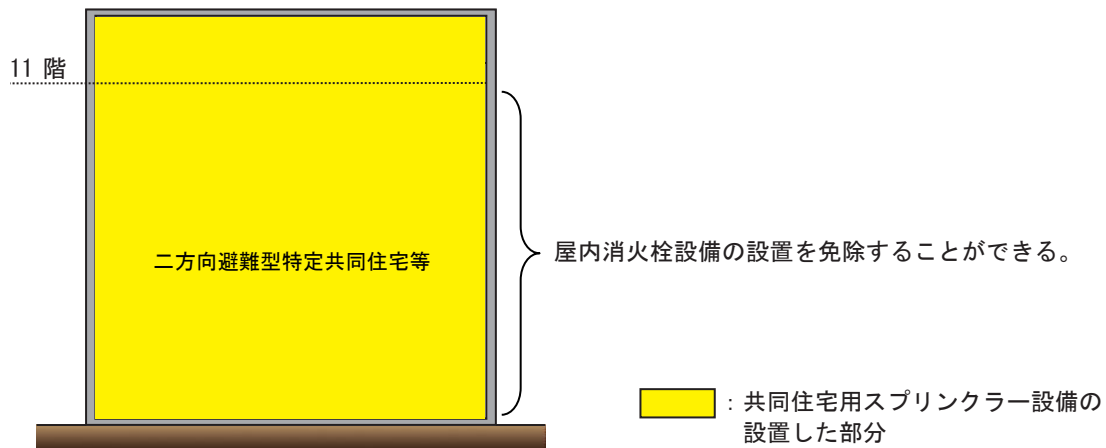 11 階
二方向避難型特定共同住宅等
屋内消火栓設備の設置を免除することができる。
：共同住宅用スプリンクラー設備の
設置した部分